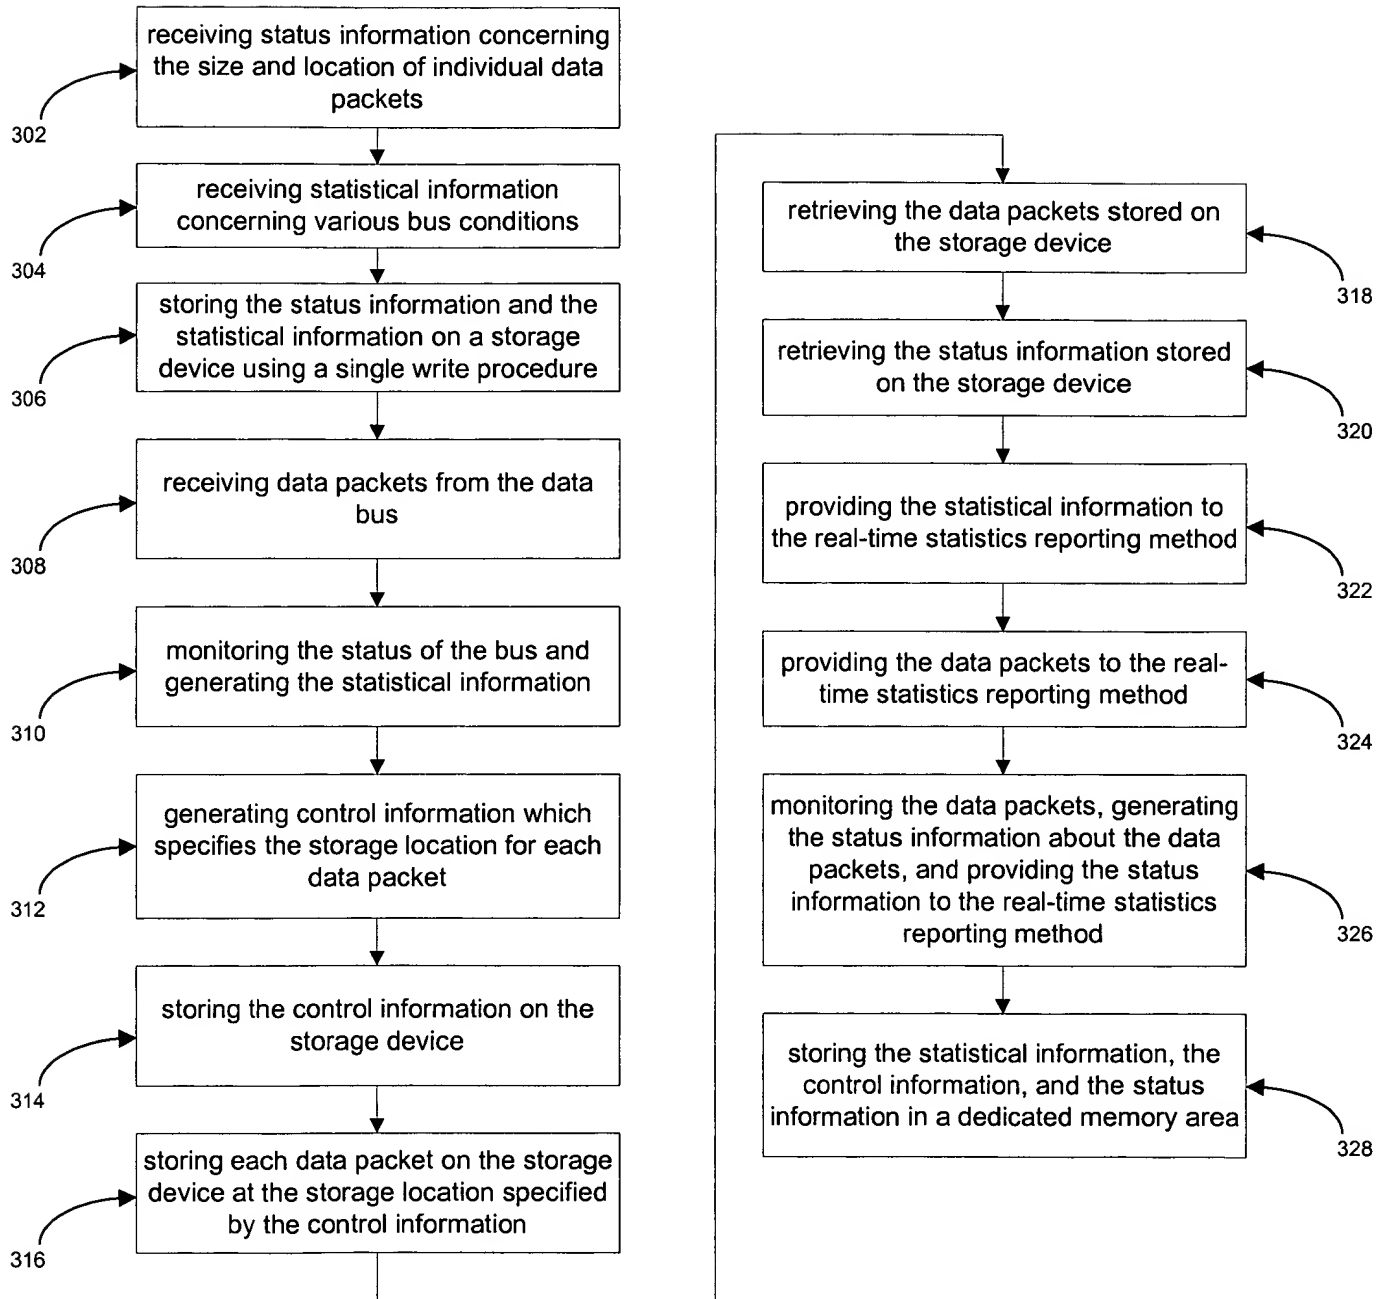 receiving status information concerning
the size and location of individual data
packets
302
receiving statistical information
concerning various bus conditions
304
storing the status information and the
statistical information on a storage
device using a single write procedure
306
receiving data packets from the data
bus
308
monitoring the status of the bus and
generating the statistical information
310
generating control information which
specifies the storage location for each
data packet
312
storing the control information on the
storage device
314
storing each data packet on the storage
device at the storage location specified
by the control information
316
retrieving the data packets stored on
the storage device
318
retrieving the status information stored
on the storage device
320
providing the statistical information to
the real-time statistics reporting method
322
providing the data packets to the real-
time statistics reporting method
324
monitoring the data packets, generating
the status information about the data
packets, and providing the status
information to the real-time statistics
reporting method
326
storing the statistical information, the
control information, and the status
information in a dedicated memory area
328